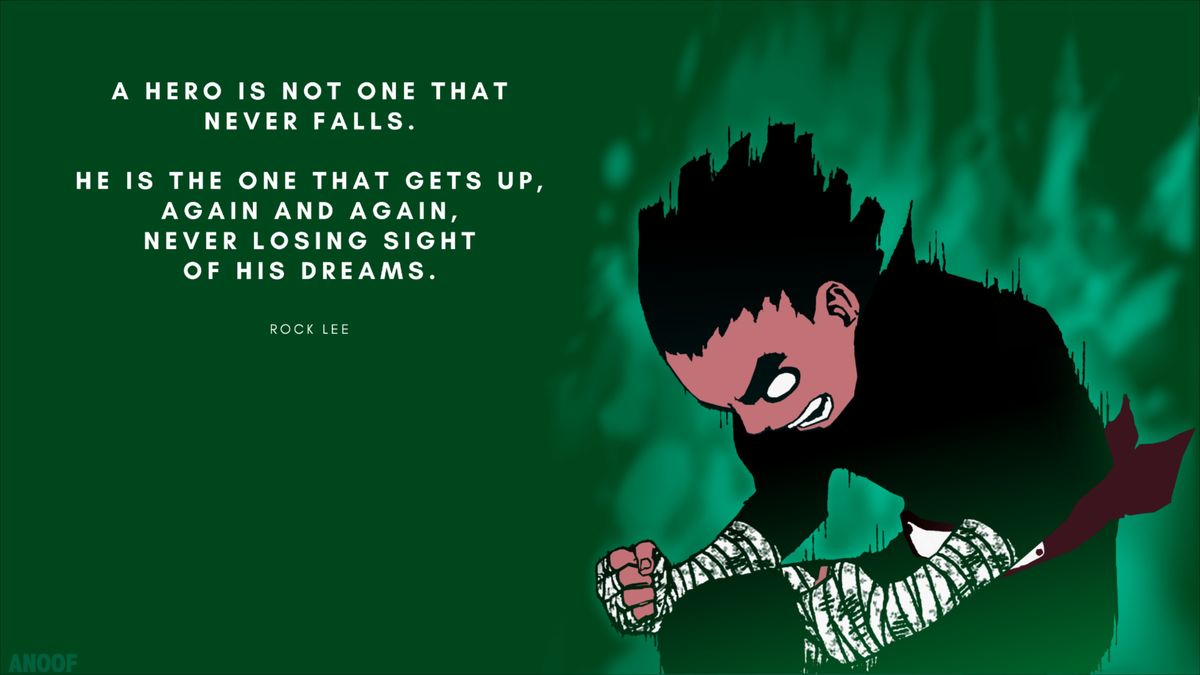 A HERO IS NOT ONE THAT
NEVER FALLS.
HE IS THE ONE THAT GETS UP,
AGAIN AND AGAIN,
NEVER LOSING SIGHT
OF HIS DREAMS.
ROCK LEE
ANOOF